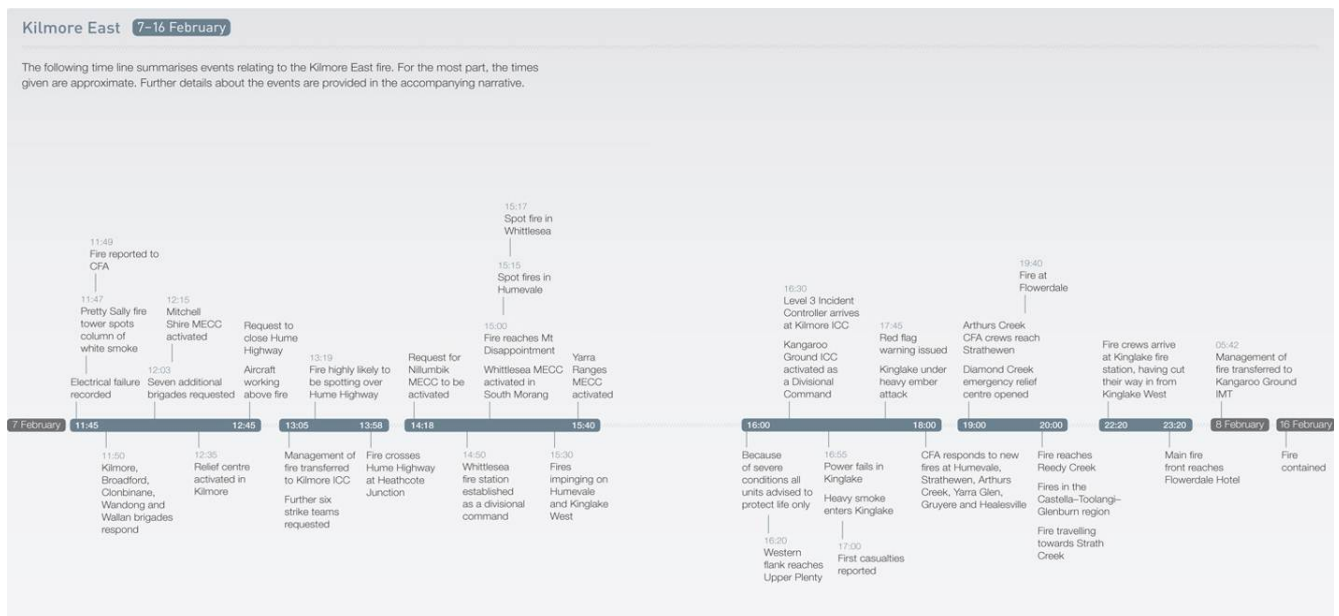 Kilmore East 7–16 February
The following time line summarises events relating to the Kilmore East fire. For the most part, the times
given are approximate. Further details about the events are provided in the accompanying narrative.
11:49
Fire reported to
CFA
11:47
Pretty Sally fire
tower spots
column of
white smoke
Electrical failure
recorded
12:15
Mitchell
Shire MECC
activated
12:03
Seven additional
brigades requested
Request to
close Hume
Highway
Aircraft
working
above fire
13:19
Fire highly likely to
be spotting over
Hume Highway
Request for
Nillumbik
MECC to be
activated
15:17
Spot fire in
Whittlesea
15:15
Spot fires in
Humevale
15:00
Fire reaches Mt
Disappointment
Whittlesea MECC
activated in
South Morang
Yarra
Ranges
MECC
activated
16:30
Level 3 Incident
Controller arrives
at Kilmore ICC
Kangaroo
Ground ICC
activated as
a Divisional
Command
17:45
Red flag
warning issued
Kinglake under
heavy ember
attack
19:40
Fire at
Flowerdale
Arthurs Creek
CFA crews reach
Strathewen
Diamond Creek
emergency relief
centre opened
Fire crews arrive
at Kinglake fire
station, having cut
their way in from
Kinglake West
05:42
Management of
fire transferred to
Kangaroo Ground
IMT
7 February 11:45 12:45 13:05 13:58 14:18 15:40 16:00 18:00 19:00 20:00 22:20 23:20 8 February 16 February
11:50
Kilmore,
Broadford,
Clonbinane,
Wandong and
Wallan brigades
respond
12:35
Relief centre
activated in
Kilmore
Management of
fire transferred
to Kilmore ICC
Further six
strike teams
requested
Fire crosses
Hume Highway
at Heathcote
Junction
14:50
Whittlesea
fire station
established
as a divisional
command
15:30
Fires
impinging on
Humevale
and Kinglake
West
Because
of severe
conditions all
units advised to
protect life only
16:20
Western
flank reaches
Upper Plenty
16:55
Power fails in
Kinglake
Heavy smoke
enters Kinglake
17:00
First casualties
reported
CFA responds to new
fires at Humevale,
Strathewen, Arthurs
Creek, Yarra Glen,
Gruyere and Healesville
Fire reaches
Reedy Creek
Fires in the
Castella–Toolangi–
Glenburn region
Fire travelling
towards Strath
Creek
Main fire
front reaches
Flowerdale Hotel
Fire
contained